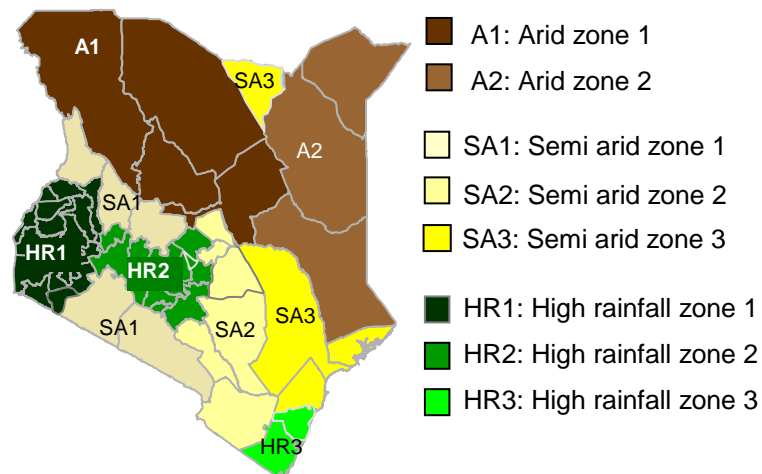 A1
SA3
A2
SA1
HR1
HR2
SA3
SA1
SA2
HR3
A1: Arid zone 1
A2: Arid zone 2
SA1: Semi arid zone 1
SA2: Semi arid zone 2
SA3: Semi arid zone 3
HR1: High rainfall zone 1
HR2: High rainfall zone 2
HR3: High rainfall zone 3